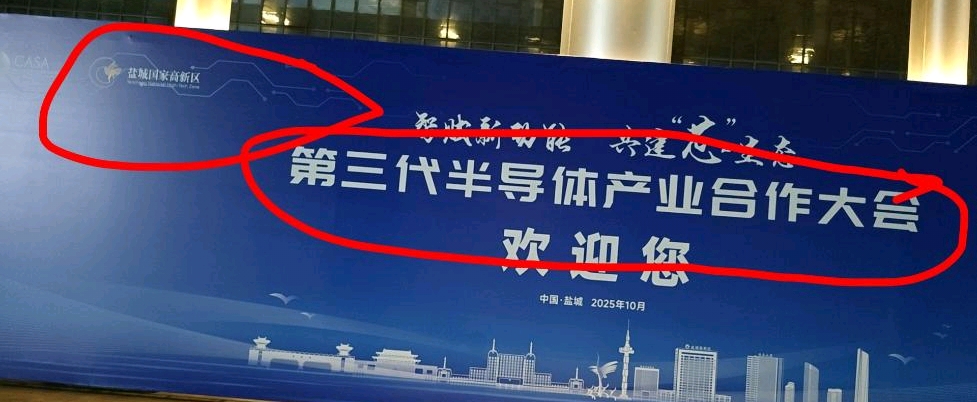 CASA
盐城国家高新区
智赋新动能 共建“芯”生态
第三代半导体产业合作大会
欢迎您
中国·盐城 2025年10月